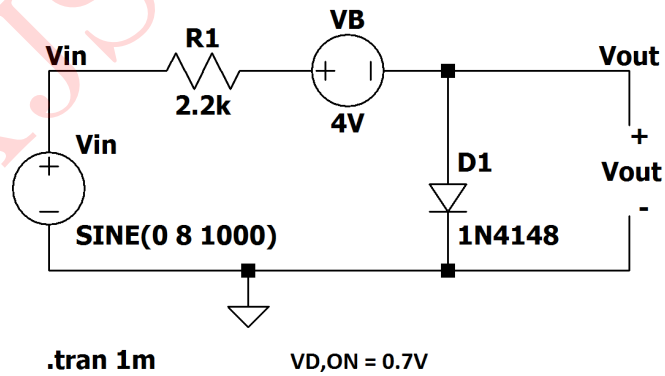 VB
R1
Vin
Vout
+
2.2k
4V
+
Vin
+
D1
Vout
-
SINE(0 8 1000)
1N4148
.tran 1m
VD,ON = 0.7V